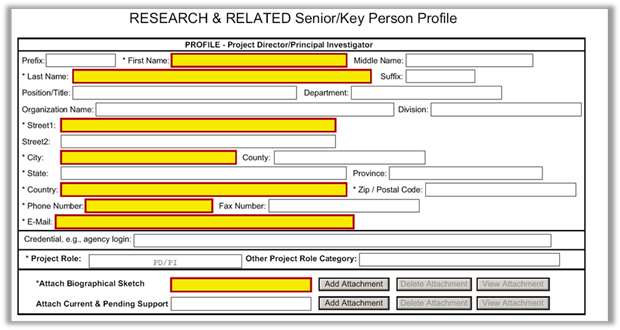 RESEARCH & RELATED Senior/Key Person Profile
PROFILE - Project Director/Principal Investigator
Prefix: * First Name: Middle Name:
* Last Name: Suffix:
Position/Title: Department:
Organization Name: Division:
* Street1:
Street2:
* City: County:
* State: Province:
* Country: * Zip / Postal Code:
* Phone Number: Fax Number:
* E-Mail:
Credential, e.g., agency login:
* Project Role: PD/PI Other Project Role Category:
*Attach Biographical Sketch Add Attachment Delete Attachment View Attachment
Attach Current & Pending Support Add Attachment Delete Attachment View Attachment